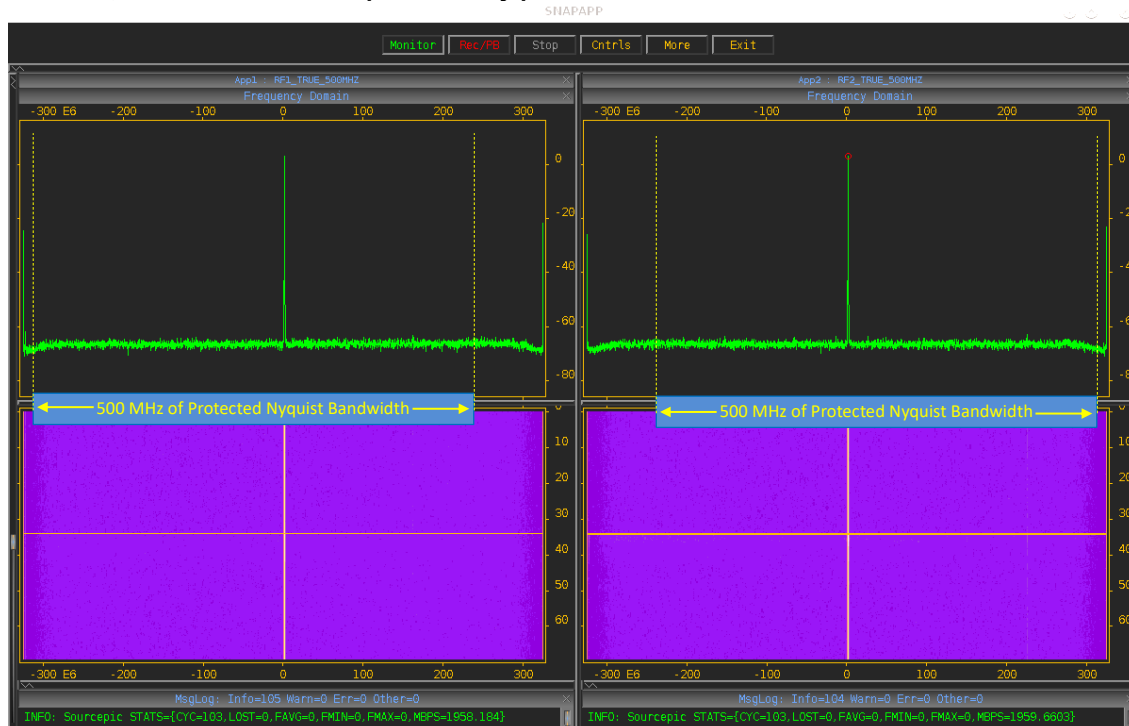 SNAPAPP
Monitor Rec/PB Stop Cntrls More Exit
App1 : RF1_TRUE_500MHZ
Frequency Domain
-300 E6 -200 -100 0 100 200 300
0
-20
-40
-60
-80
500 MHz of Protected Nyquist Bandwidth
0
10
20
30
40
50
60
-300 E6 -200 -100 0 100 200 300
MsgLog: Info=105 Warn=0 Err=0 Other=0
INFO: Sourcepic STATS={CYC=103,LOST=0,FAVG=0,FMIN=0,FMAX=0,MBPS=1958.184}
App2 : RF2_TRUE_500MHZ
Frequency Domain
-300 E6 -200 -100 0 100 200 300
0
500 MHz of Protected Nyquist Bandwidth
10
20
30
40
50
60
-300 E6 -200 -100 0 100 200 300
MsgLog: Info=104 Warn=0 Err=0 Other=0
INFO: Sourcepic STATS={CYC=103,LOST=0,FAVG=0,FMIN=0,FMAX=0,MBPS=1959.6603}